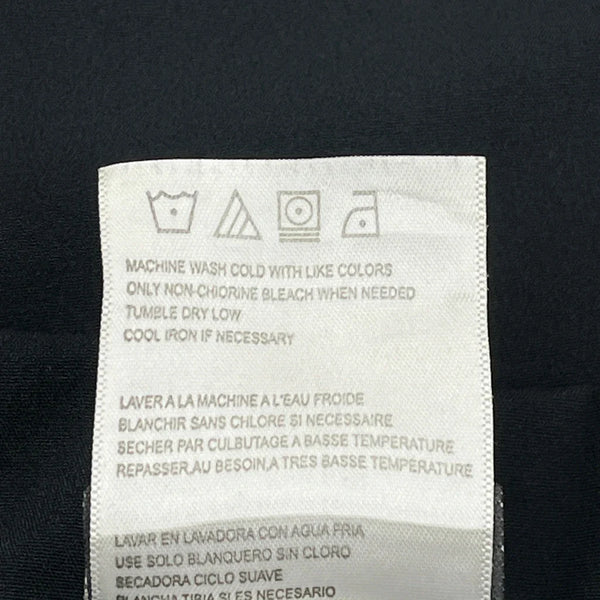 MACHINE WASH COLD WITH LIKE COLORS
ONLY NON-CHIORINE BLEACH WHEN NEEDED
TUMBLE DRY LOW
COOL IRON IF NECESSARY
LAVER A LA MACHINE A L'EAU FROIDE
BLANCHIR SANS CHLORE SI NECESSAIRE
SECHER PAR CULBUTAGE A BASSE TEMPERATURE
REPASSER,AU BESOIN,A TRES BASSE TEMPERATURE
LAVAR EN LAVADORA CON AGUA FRIA
USE SOLO BLANQUERO SIN CLORO
SECADORA CICLO SUAVE
PLANCHA TIBIA SI ES NECESARIO